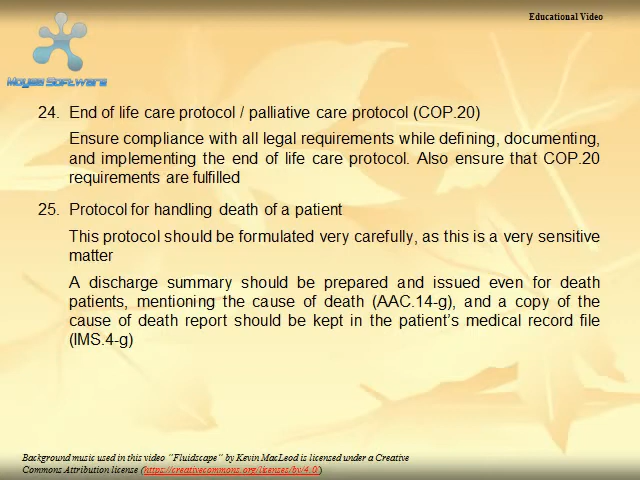 Educational Video
Moyas Software
24. End of life care protocol / palliative care protocol (COP.20)
Ensure compliance with all legal requirements while defining, documenting,
and implementing the end of life care protocol. Also ensure that COP.20
requirements are fulfilled
25. Protocol for handling death of a patient
This protocol should be formulated very carefully, as this is a very sensitive
matter
A discharge summary should be prepared and issued even for death
patients, mentioning the cause of death (AAC.14-g), and a copy of the
cause of death report should be kept in the patient's medical record file
(IMS.4-g)
Background music used in this video "Fluidscape" by Kevin MacLeod is licensed under a Creative
Commons Attribution license (https://creativecommons.org/licenses/by/4.0/)